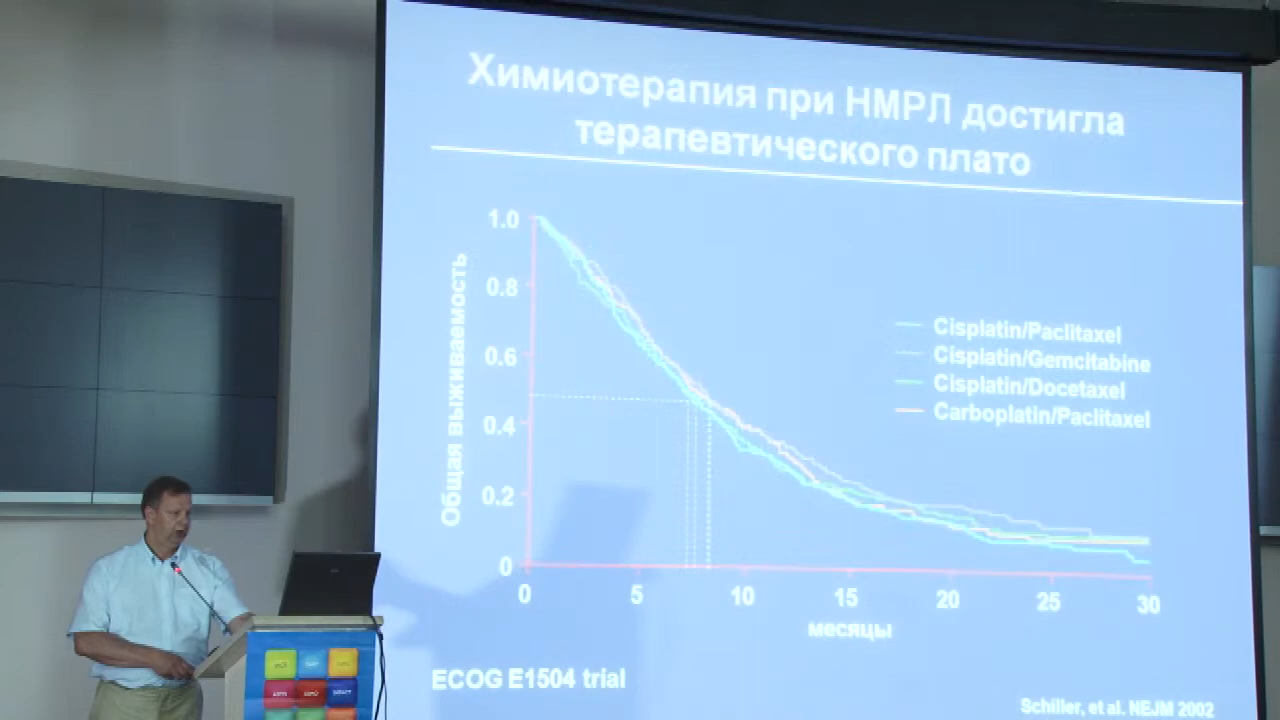 Химиотерапия при НМРЛ достигла
терапевтического плато
Общая выживаемость
1.0
0.8
0.6
0.4
0.2
0
0 5 10 15 20 25 30
месяцы
Cisplatin/Paclitaxel
Cisplatin/Gemcitabine
Cisplatin/Docetaxel
Carboplatin/Paclitaxel
ECOG E1504 trial
Schiller, et al. NEJM 2002